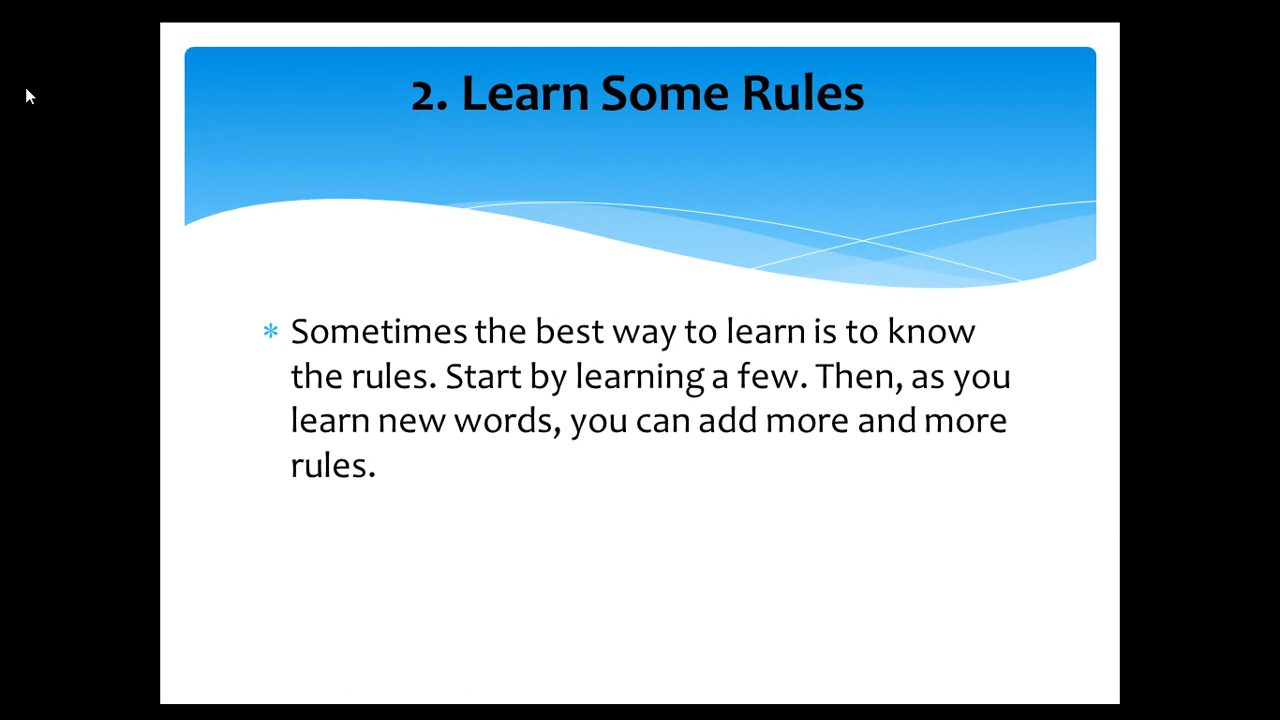 2. Learn Some Rules
* Sometimes the best way to learn is to know
the rules. Start by learning a few. Then, as you
learn new words, you can add more and more
rules.